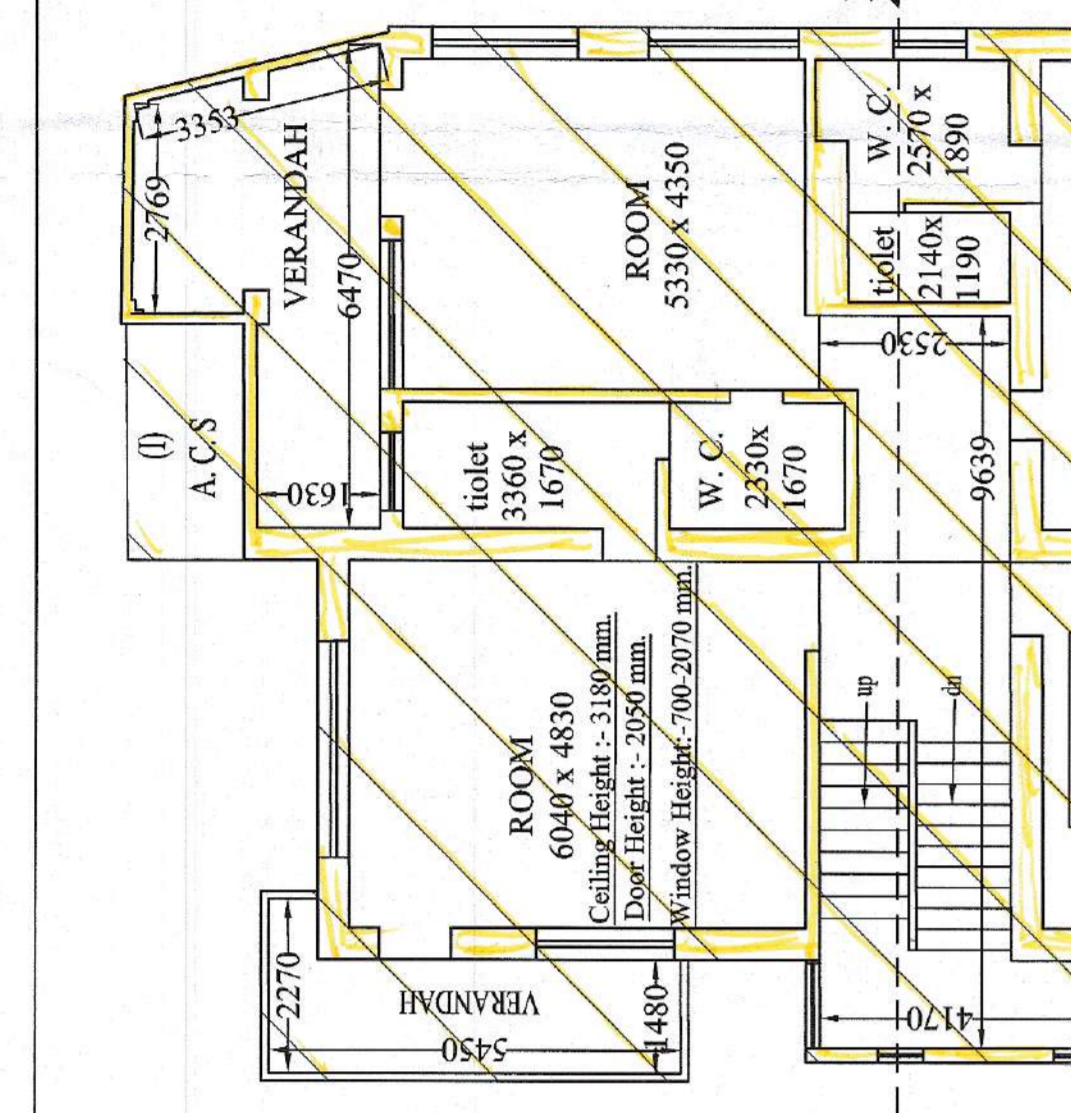 3353
2769
VERANDAH
6470
(I)
A. C. S
1630
ROOM
5330 x 4350
W. C.
2570 x
1890
tiolet
2140x
1190
2530
tiolet
3360 x
1670
W. C.
2330x
1670
9639
ROOM
6040 x 4830
Ceiling Height :- 3180 mm.
Door Height :- 2050 mm.
Window Height:-700-2070 mm.
up
dn
2270
VERANDAH
5450
1480
4170